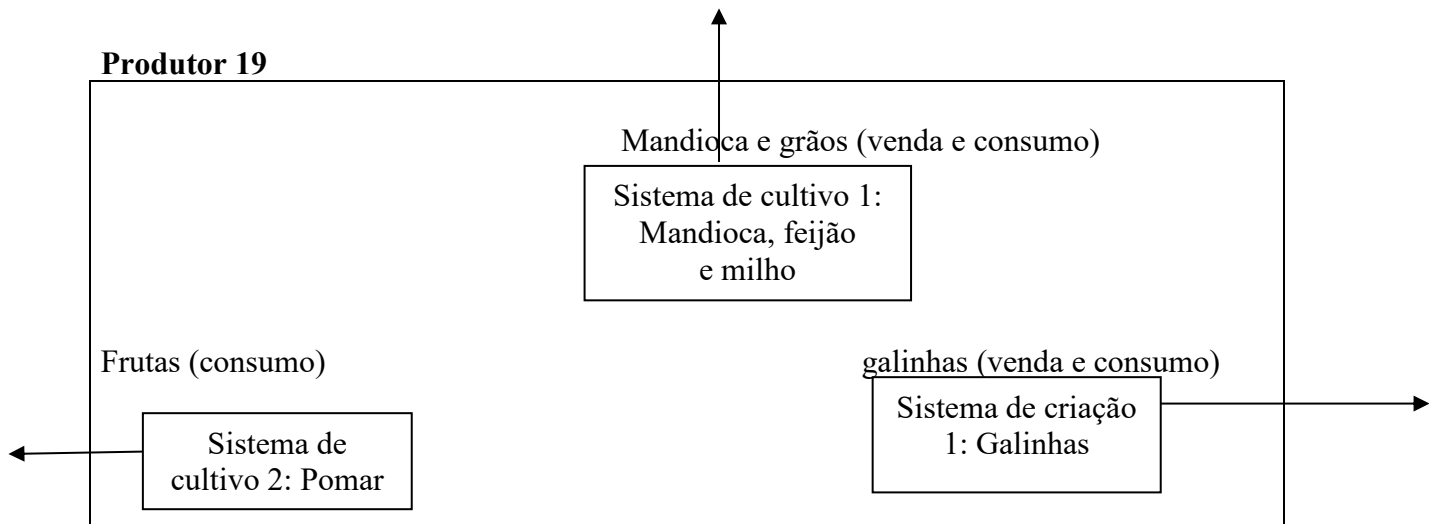 Produtor 19
Mandioca e grãos (venda e consumo)
Sistema de cultivo 1:
Mandioca, feijão
e milho
Frutas (consumo)
galinhas (venda e consumo)
Sistema de
cultivo 2: Pomar
Sistema de criação
1: Galinhas